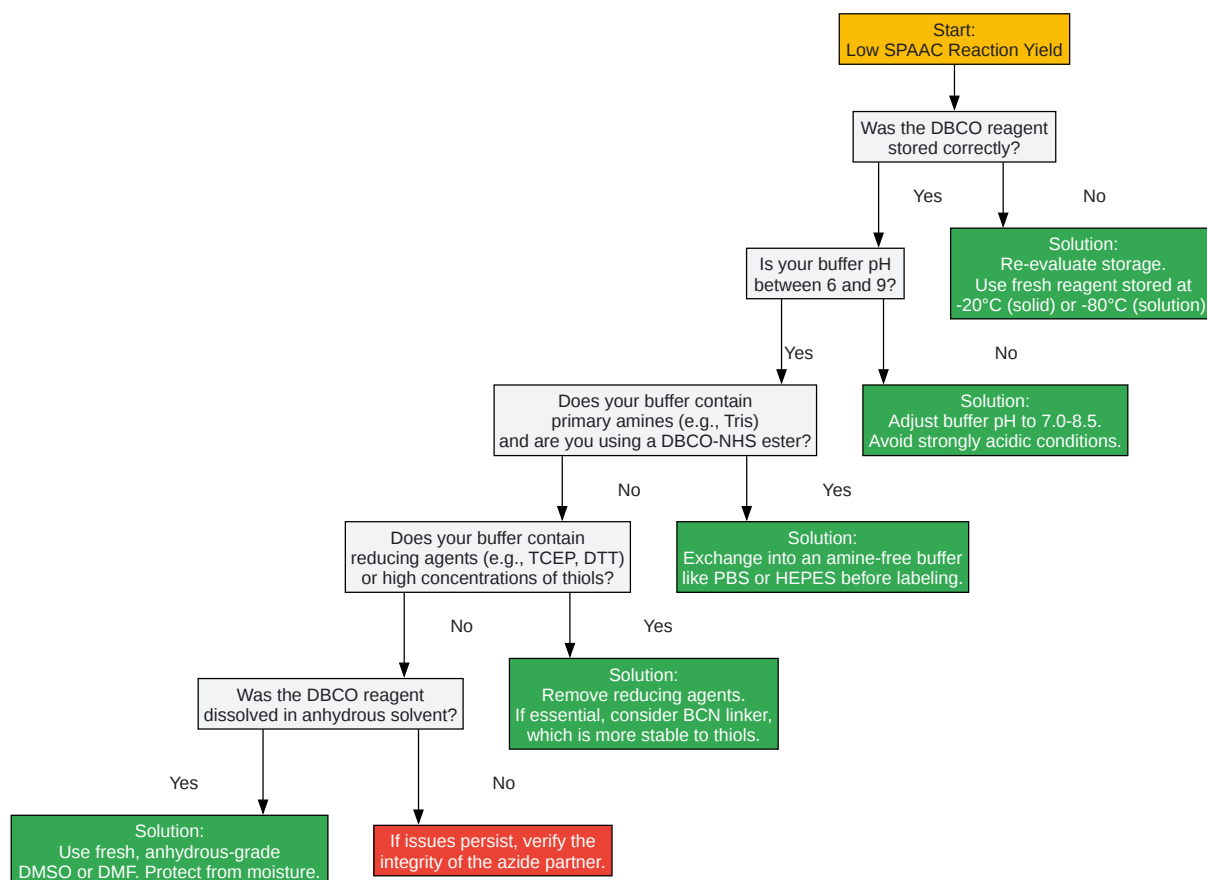 Start:
Low SPAAC Reaction Yield
Was the DBCO reagent
stored correctly?
Yes
No
Is your buffer pH
between 6 and 9?
Solution:
Re-evaluate storage.
Use fresh reagent stored at
-20°C (solid) or -80°C (solution)
Yes
No
Does your buffer contain
primary amines (e.g., Tris)
and are you using a DBCO-NHS ester?
Solution:
Adjust buffer pH to 7.0-8.5.
Avoid strongly acidic conditions.
No
Yes
Does your buffer contain
reducing agents (e.g., TCEP, DTT)
or high concentrations of thiols?
Solution:
Exchange into an amine-free buffer
like PBS or HEPES before labeling.
No
Yes
Was the DBCO reagent
dissolved in anhydrous solvent?
Solution:
Remove reducing agents.
If essential, consider BCN linker,
which is more stable to thiols.
Yes
No
Solution:
Use fresh, anhydrous-grade
DMSO or DMF. Protect from moisture.
If issues persist, verify the
integrity of the azide partner.